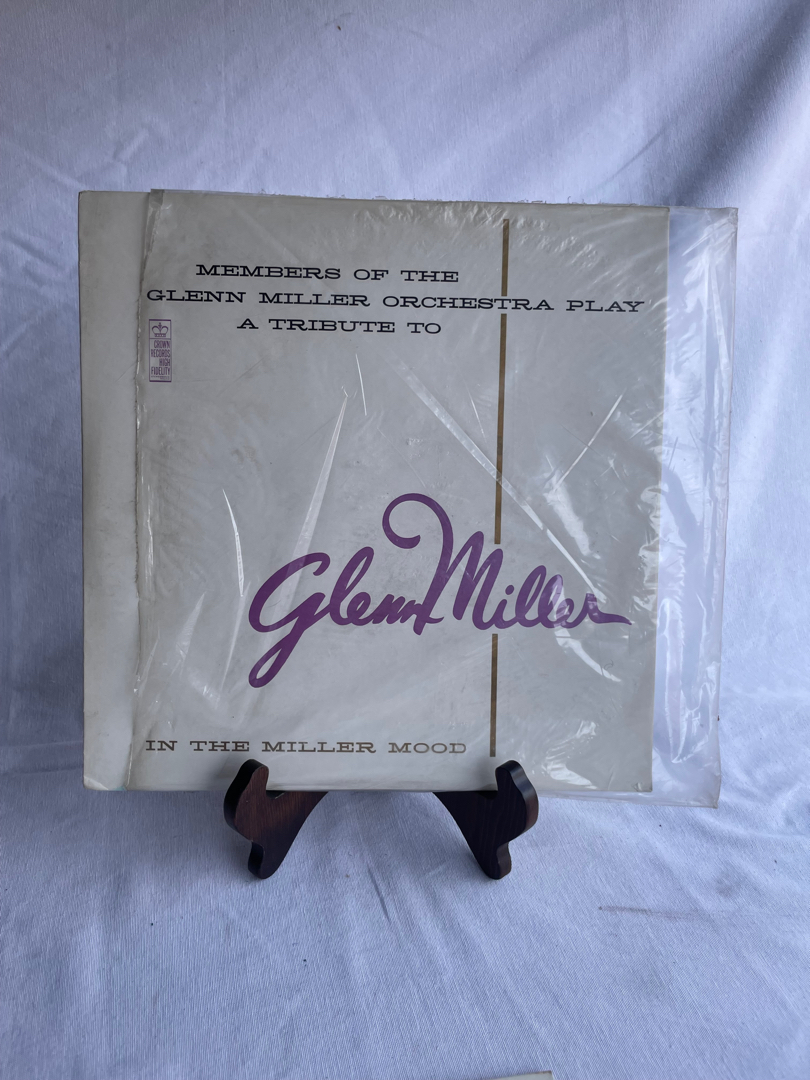 MEMBERS OF THE
GLENN MILLER ORCHESTRA PLAY
A TRIBUTE TO
CROWN
RECORDS
HIGH
FIDELITY
Glenn Miller
IN THE MILLER MOOD